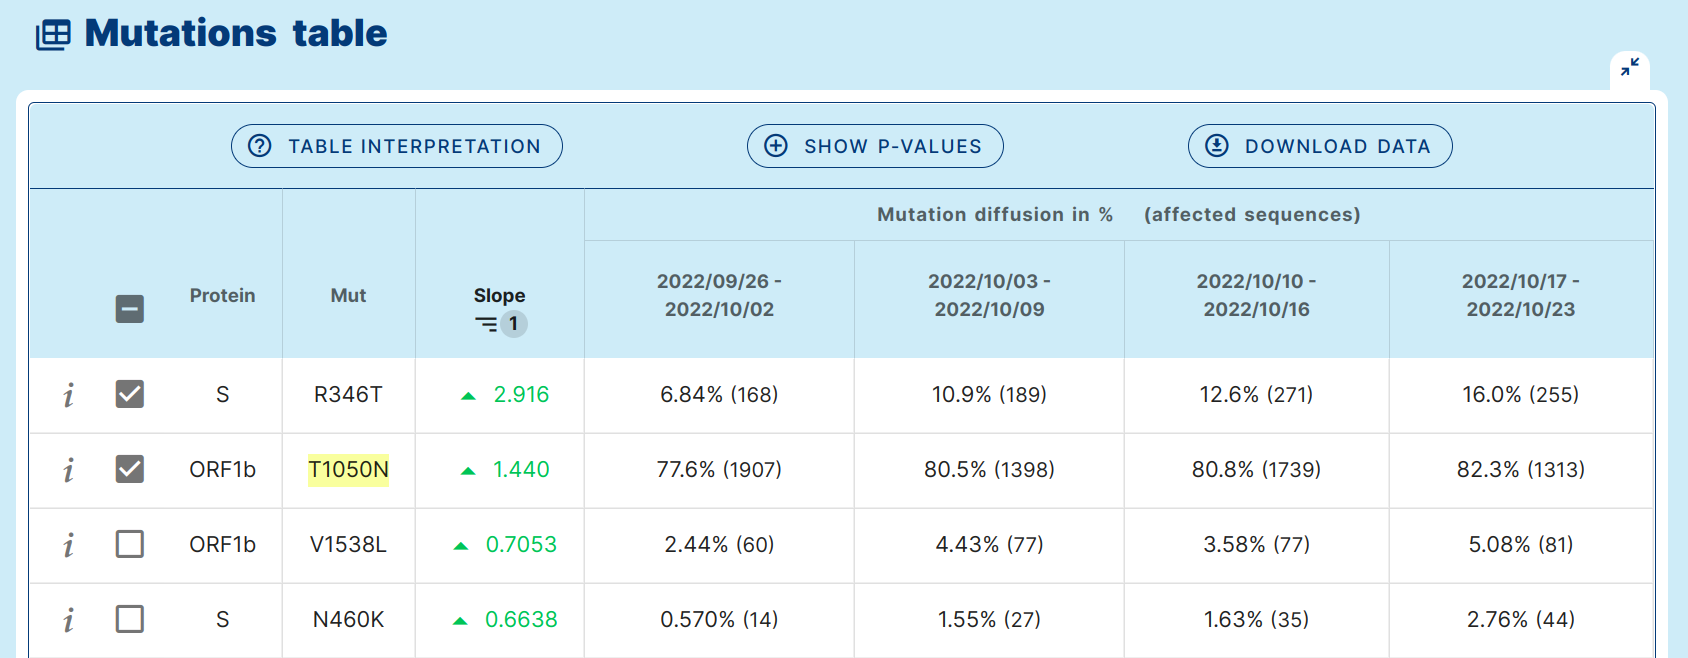 Mutations table
TABLE INTERPRETATION
SHOW P-VALUES
DOWNLOAD DATA
Mutation diffusion in % (affected sequences)
Protein
Mut
Slope
1
2022/09/26 -
2022/10/02
2022/10/03 -
2022/10/09
2022/10/10 -
2022/10/16
2022/10/17 -
2022/10/23
i S R346T 2.916 6.84% (168) 10.9% (189) 12.6% (271) 16.0% (255)
i ORF1b T1050N 1.440 77.6% (1907) 80.5% (1398) 80.8% (1739) 82.3% (1313)
i ORF1b V1538L 0.7053 2.44% (60) 4.43% (77) 3.58% (77) 5.08% (81)
i S N460K 0.6638 0.570% (14) 1.55% (27) 1.63% (35) 2.76% (44)